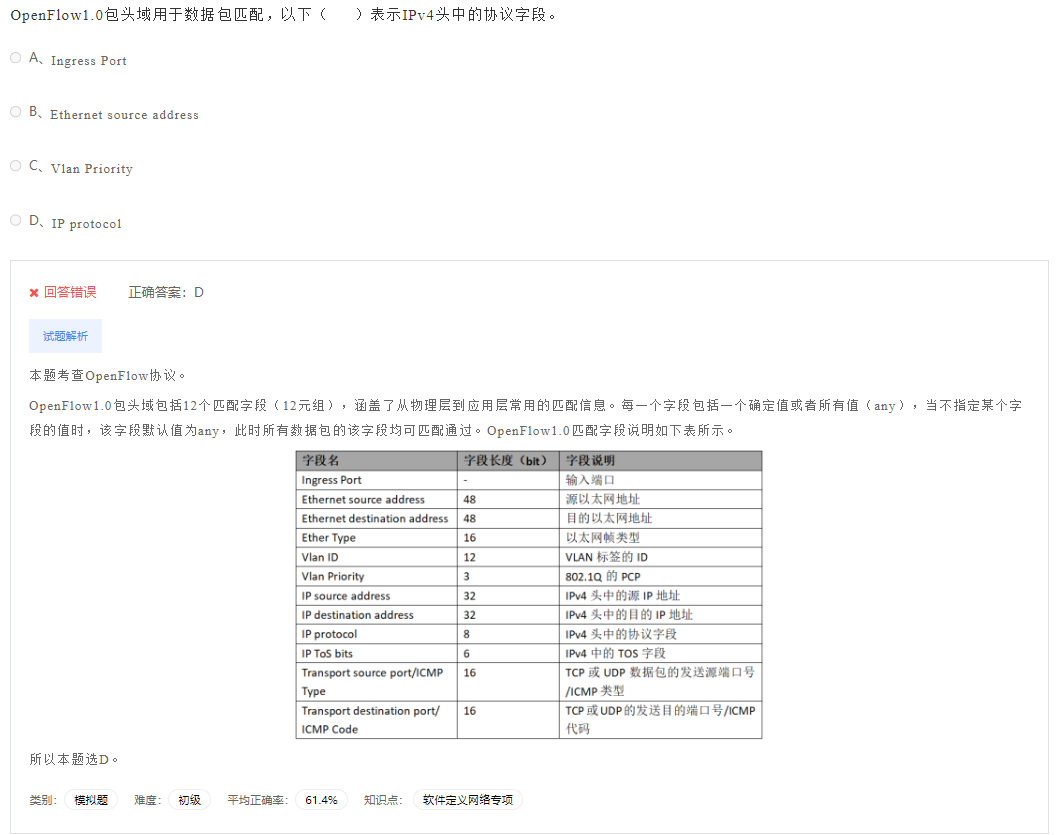 OpenFlow1.0包头域用于数据包匹配，以下（　　）表示IPv4头中的协议字段。
A、Ingress Port
B、Ethernet source address
C、Vlan Priority
D、IP protocol
回答错误 正确答案：D
试题解析
本题考查OpenFlow协议。
OpenFlow1.0包头域包括12个匹配字段（12元组），涵盖了从物理层到应用层常用的匹配信息。每一个字段包括一个确定值或者所有值（any），当不指定某个字
段的值时，该字段默认值为any，此时所有数据包的该字段均可匹配通过。OpenFlow1.0匹配字段说明如下表所示。
字段名 字段长度（bit） 字段说明
Ingress Port - 输入端口
Ethernet source address 48 源以太网地址
Ethernet destination address 48 目的以太网地址
Ether Type 16 以太网帧类型
Vlan ID 12 VLAN 标签的 ID
Vlan Priority 3 802.1Q 的 PCP
IP source address 32 IPv4 头中的源 IP 地址
IP destination address 32 IPv4 头中的目的 IP 地址
IP protocol 8 IPv4 头中的协议字段
IP ToS bits 6 IPv4 中的 TOS 字段
Transport source port/ICMP 16 TCP 或 UDP 数据包的发送源端口号
Type /ICMP 类型
Transport destination port/ 16 TCP 或 UDP 的发送目的端口号/ICMP
ICMP Code 代码
所以本题选D。
类别： 模拟题 难度： 初级 平均正确率： 61.4% 知识点： 软件定义网络专项